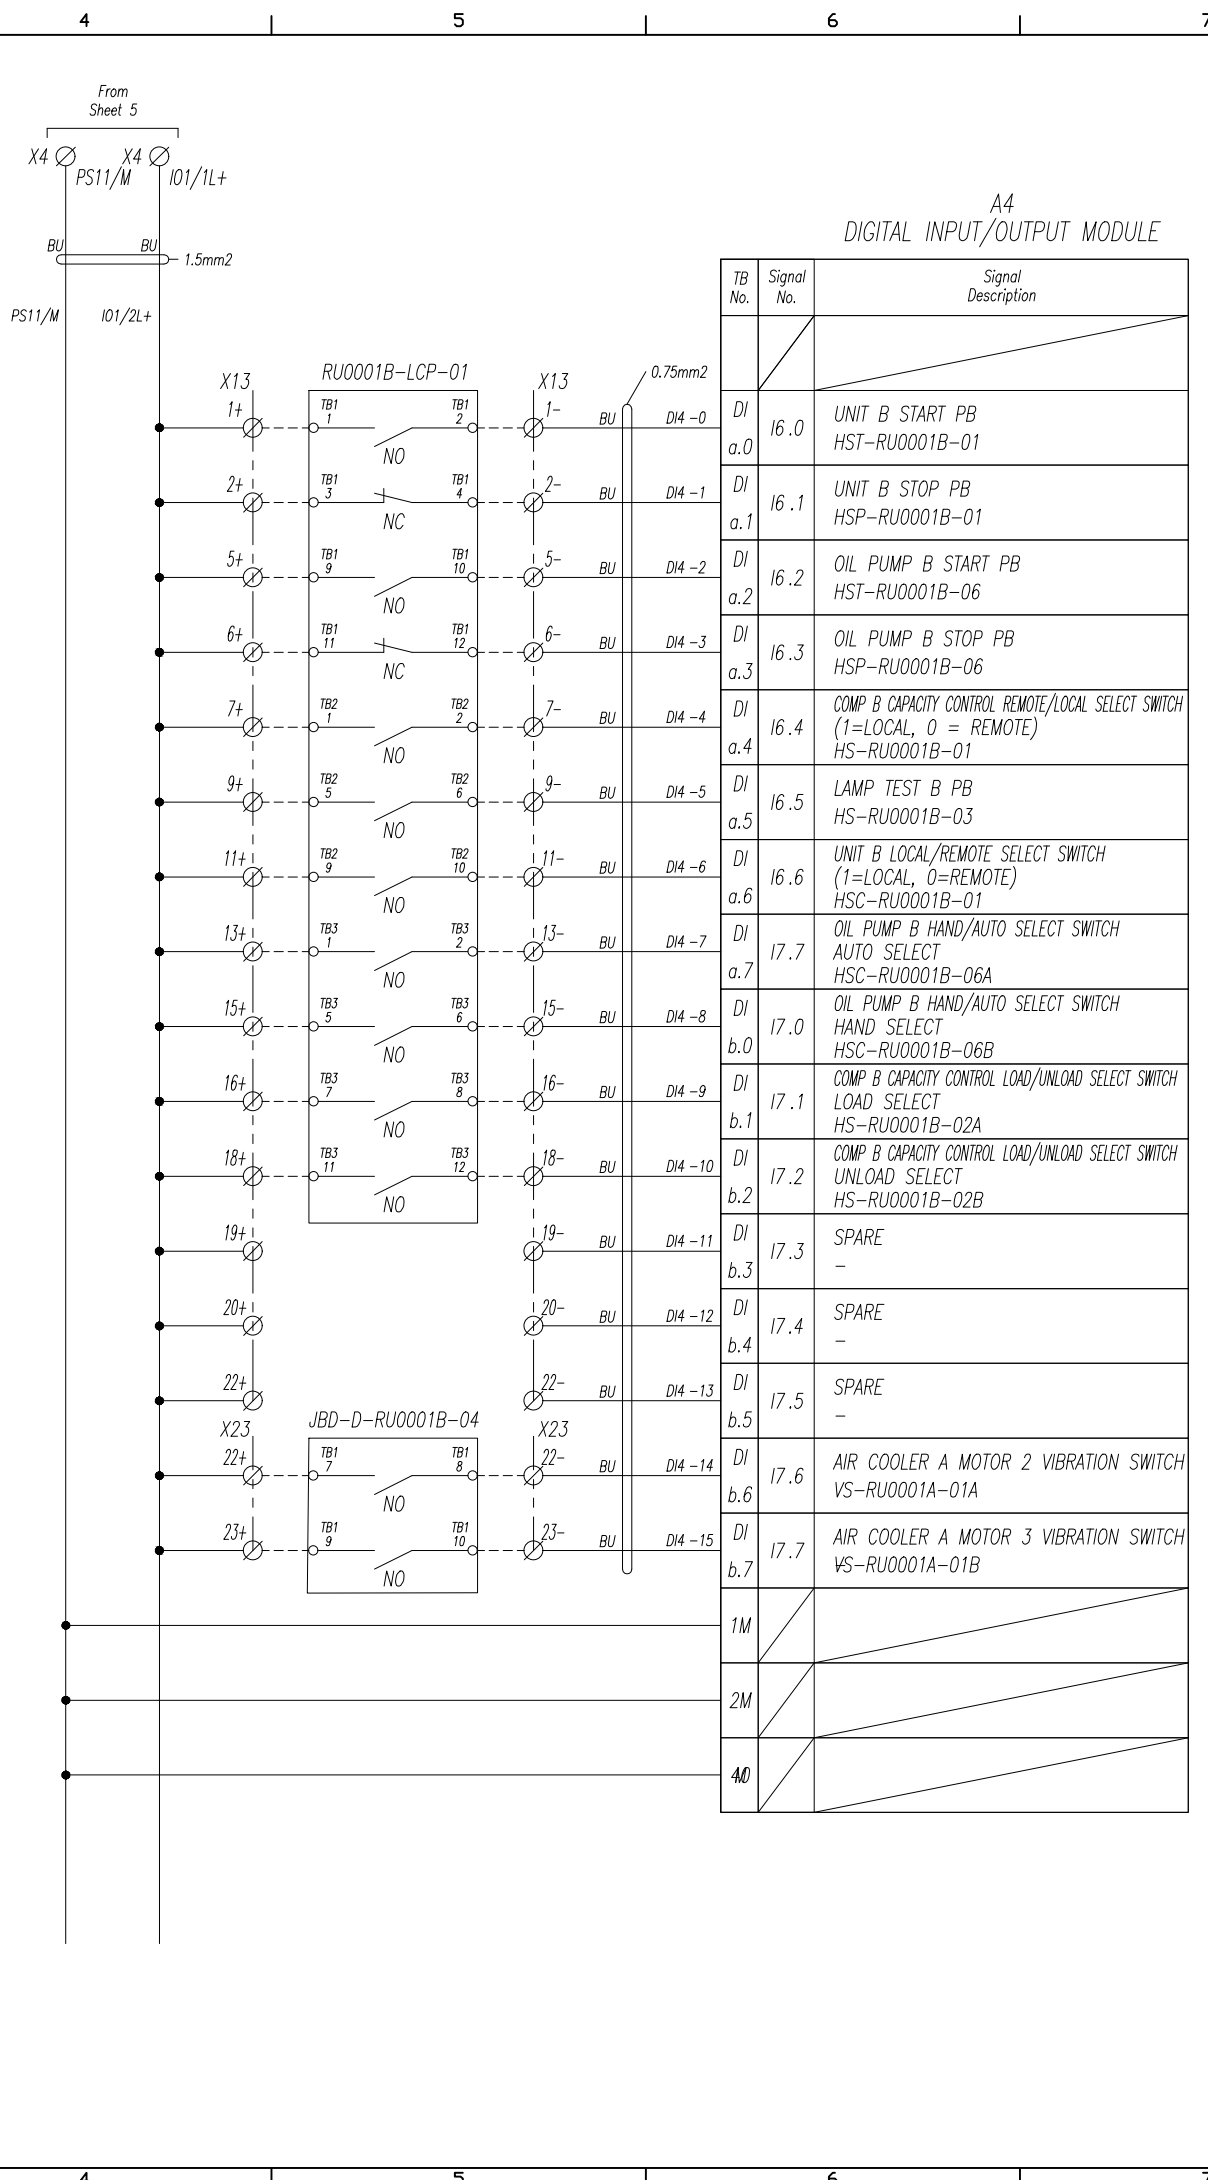 4 5 6 7
From
Sheet 5
X4 X4
PS11/M I01/1L+
BU BU
1.5mm2
PS11/M I01/2L+
A4
DIGITAL INPUT/OUTPUT MODULE
TB No. Signal No. Signal Description
X13 RU0001B-LCP-01 X13
0.75mm2
1+ TB1 1 NO TB1 2 1- BU DI4 -0 DI a.0 I6.0 UNIT B START PB
HST-RU0001B-01
2+ TB1 3 NC TB1 4 2- BU DI4 -1 DI a.1 I6.1 UNIT B STOP PB
HSP-RU0001B-01
5+ TB1 9 NO TB1 10 5- BU DI4 -2 DI a.2 I6.2 OIL PUMP B START PB
HST-RU0001B-06
6+ TB1 11 NC TB1 12 6- BU DI4 -3 DI a.3 I6.3 OIL PUMP B STOP PB
HSP-RU0001B-06
7+ TB2 1 NO TB2 2 7- BU DI4 -4 DI a.4 I6.4 COMP B CAPACITY CONTROL REMOTE/LOCAL SELECT SWITCH
(1=LOCAL, 0 = REMOTE)
HS-RU0001B-01
9+ TB2 5 NO TB2 6 9- BU DI4 -5 DI a.5 I6.5 LAMP TEST B PB
HS-RU0001B-03
11+ TB2 9 NO TB2 10 11- BU DI4 -6 DI a.6 I6.6 UNIT B LOCAL/REMOTE SELECT SWITCH
(1=LOCAL, 0=REMOTE)
HSC-RU0001B-01
13+ TB3 1 NO TB3 2 13- BU DI4 -7 DI a.7 I7.7 OIL PUMP B HAND/AUTO SELECT SWITCH
AUTO SELECT
HSC-RU0001B-06A
15+ TB3 5 NO TB3 6 15- BU DI4 -8 DI b.0 I7.0 OIL PUMP B HAND/AUTO SELECT SWITCH
HAND SELECT
HSC-RU0001B-06B
16+ TB3 7 NO TB3 8 16- BU DI4 -9 DI b.1 I7.1 COMP B CAPACITY CONTROL LOAD/UNLOAD SELECT SWITCH
LOAD SELECT
HS-RU0001B-02A
18+ TB3 11 NO TB3 12 18- BU DI4 -10 DI b.2 I7.2 COMP B CAPACITY CONTROL LOAD/UNLOAD SELECT SWITCH
UNLOAD SELECT
HS-RU0001B-02B
19+ 19- BU DI4 -11 DI b.3 I7.3 SPARE
-
20+ 20- BU DI4 -12 DI b.4 I7.4 SPARE
-
22+ 22- BU DI4 -13 DI b.5 I7.5 SPARE
-
X23 JBD-D-RU0001B-04 X23
22+ TB1 7 NO TB1 8 22- BU DI4 -14 DI b.6 I7.6 AIR COOLER A MOTOR 2 VIBRATION SWITCH
VS-RU0001A-01A
23+ TB1 9 NO TB1 10 23- BU DI4 -15 DI b.7 I7.7 AIR COOLER A MOTOR 3 VIBRATION SWITCH
VS-RU0001A-01B
1M
2M
4 5 6 7